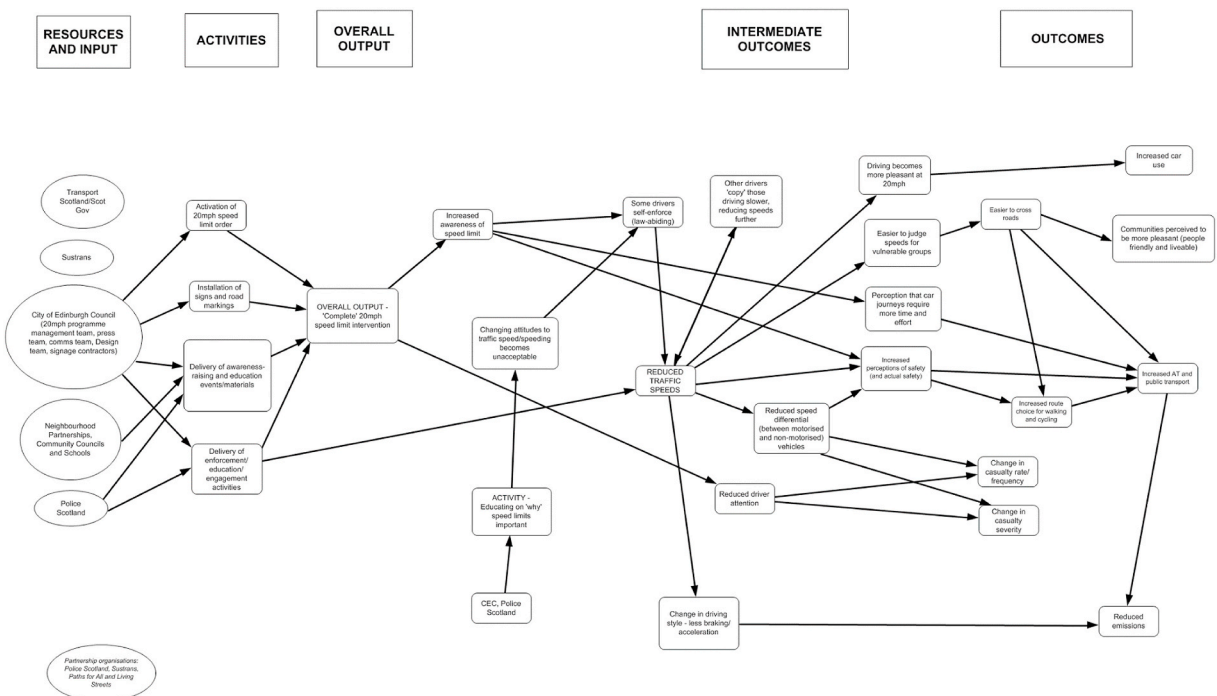 RESOURCES
AND INPUT
ACTIVITIES
OVERALL
OUTPUT
INTERMEDIATE
OUTCOMES
OUTCOMES
Transport
Scotland/Scot
Gov
Sustrans
City of Edinburgh Council
(20mph programme
management team, press
team, comms team, Design
team, signage contractors)
Neighbourhood
Partnerships,
Community Councils
and Schools
Police
Scotland
Partnership organisations:
Police Scotland, Sustrans,
Paths for All and Living
Streets
Activation of
20mph speed
limit order
Installation of
signs and road
markings
Delivery of awareness-
raising and education
events/materials
Delivery of
enforcement/
education/
engagement
activities
OVERALL OUTPUT -
'Complete' 20mph
speed limit intervention
Increased
awareness of
speed limit
Changing attitudes to
traffic speed/speeding
becomes
unacceptable
ACTIVITY -
Educating on 'why'
speed limits
important
CEC, Police
Scotland
Some drivers
self-enforce
(law-abiding)
Other drivers
'copy' those
driving slower,
reducing speeds
further
REDUCED
TRAFFIC
SPEEDS
Reduced speed
differential
(between motorised
and non-motorised)
vehicles
Reduced driver
attention
Change in driving
style - less braking/
acceleration
Driving becomes
more pleasant at
20mph
Easier to judge
speeds for
vulnerable groups
Perception that car
journeys require
more time and
effort
Increased
perceptions of safety
(and actual safety)
Easier to cross
roads
Increased route
choice for walking
and cycling
Change in
casualty rate/
frequency
Change in
casualty
severity
Increased car
use
Communities perceived to
be more pleasant (people
friendly and liveable)
Increased AT and
public transport
Reduced
emissions